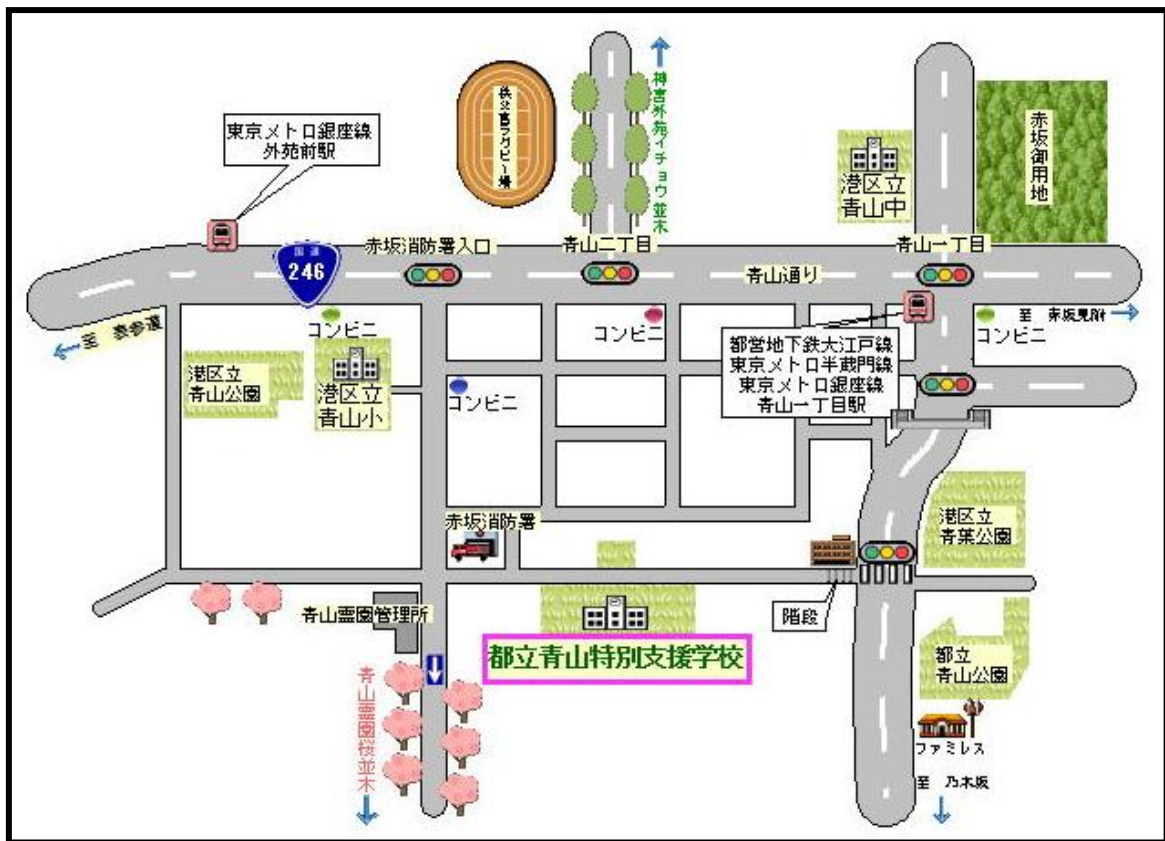 東京メトロ銀座線
外苑前駅
秩父宮ラグビー場
神宮外苑イチョウ並木
港区立
青山中
赤坂御用地
国道
246
赤坂消防署入口
青山二丁目
青山通り
青山一丁目
至 表参道
コンビニ
コンビニ
至 赤坂見附
コンビニ
都営地下鉄大江戸線
東京メトロ半蔵門線
東京メトロ銀座線
青山一丁目駅
港区立
青山公園
港区立
青山小
コンビニ
赤坂消防署
港区立
青葉公園
階段
青山霊園管理所
都立青山特別支援学校
都立
青山公園
青山霊園桜並木
ファミレス
至 乃木坂